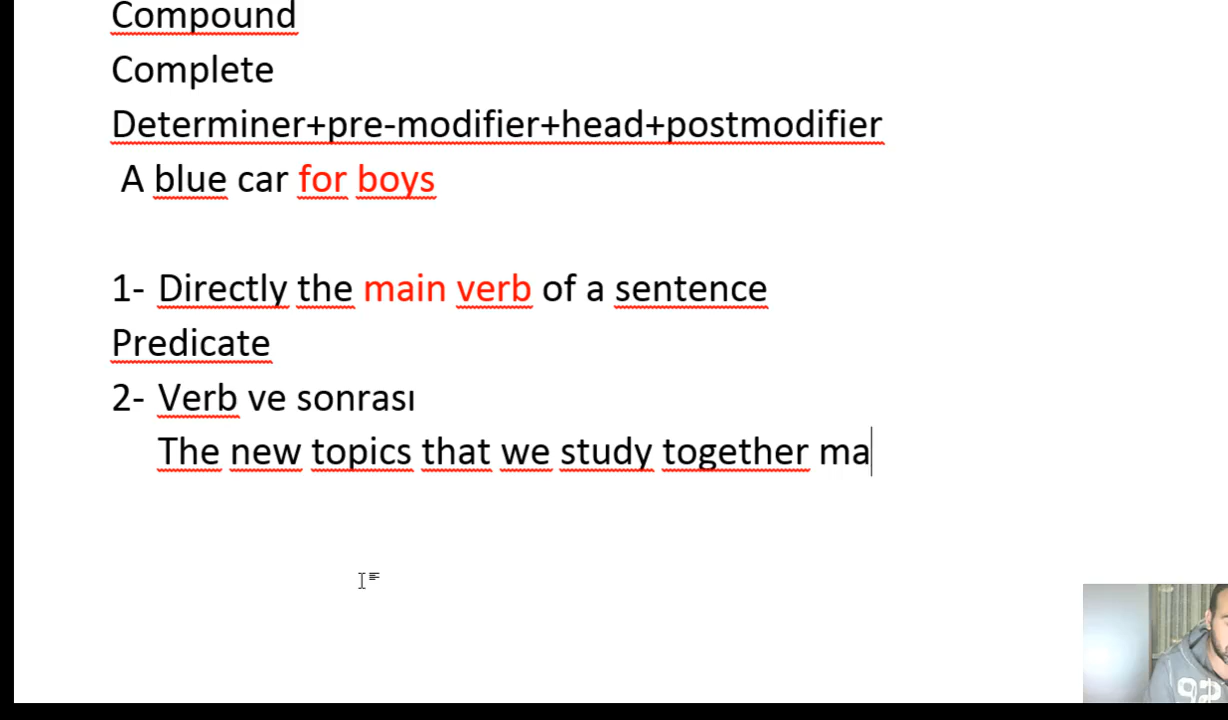 Compound
Complete
Determiner+pre-modifier+head+postmodifier
A blue car for boys
1- Directly the main verb of a sentence
Predicate
2- Verb ve sonrası
The new topics that we study together ma